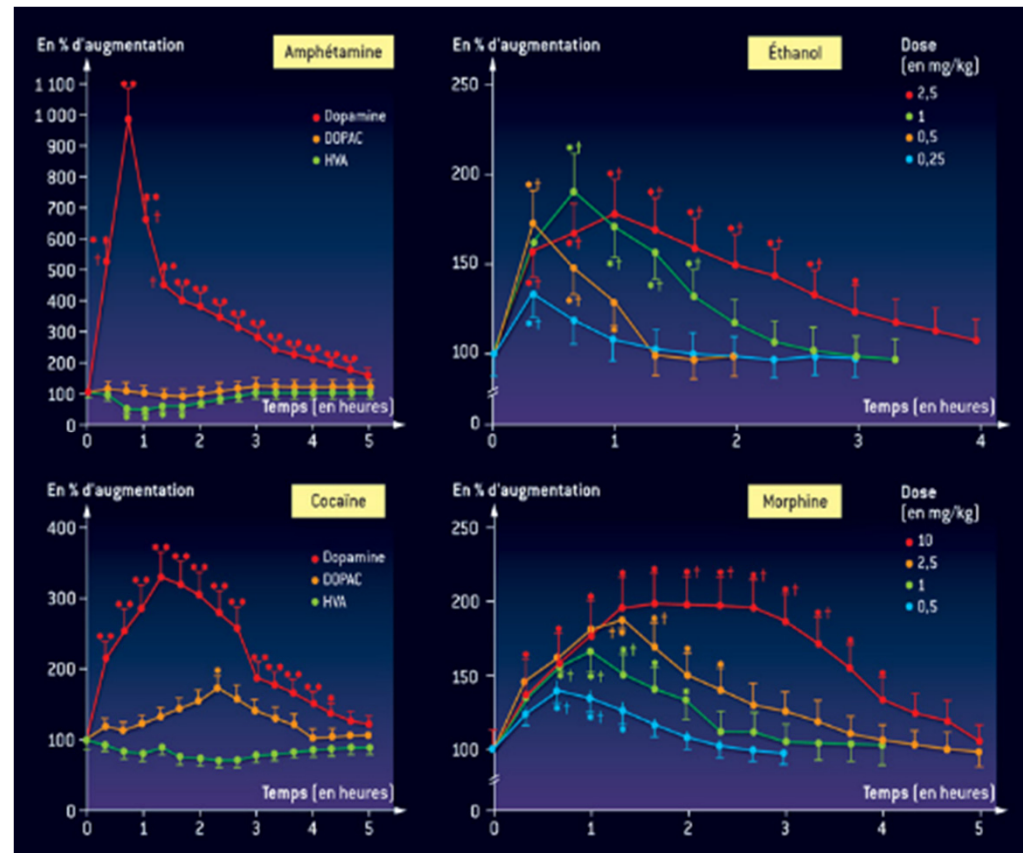 En % d'augmentation
Amphétamine
1 100
1 000
900
800
700
600
500
400
300
200
100
0
Dopamine
DOPAC
HVA
Temps (en heures)
0 1 2 3 4 5
En % d'augmentation
Éthanol
Dose
(en mg/kg)
2,5
1
0,5
0,25
250
200
150
100
0
Temps (en heures)
0 1 2 3 4
En % d'augmentation
Cocaïne
400
300
200
100
0
Dopamine
DOPAC
HVA
Temps (en heures)
0 1 2 3 4 5
En % d'augmentation
Morphine
Dose
(en mg/kg)
10
2,5
1
0,5
250
200
150
100
0
Temps (en heures)
0 1 2 3 4 5